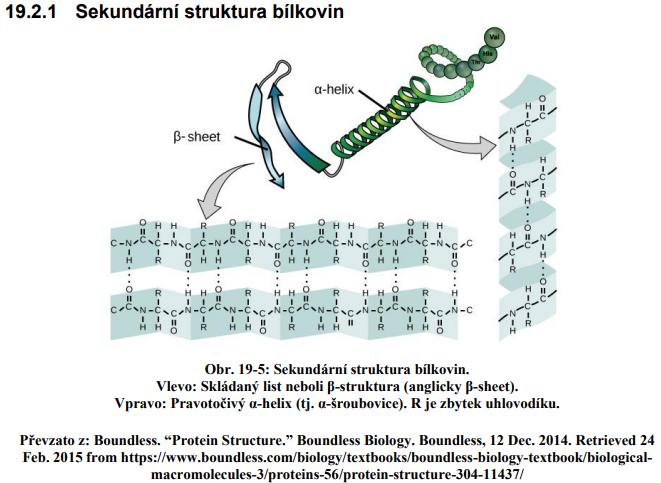 19.2.1 Sekundární struktura bílkovin
Val
His
Thr
α-helix
β-sheet
Obr. 19-5: Sekundární struktura bílkovin.
Vlevo: Skládaný list neboli β-struktura (anglicky β-sheet).
Vpravo: Pravotočivý α-helix (tj. α-šroubovice). R je zbytek uhlovodíku.
Převzato z: Boundless. “Protein Structure.” Boundless Biology. Boundless, 12 Dec. 2014. Retrieved 24
Feb. 2015 from https://www.boundless.com/biology/textbooks/boundless-biology-textbook/biological-
macromolecules-3/proteins-56/protein-structure-304-11437/